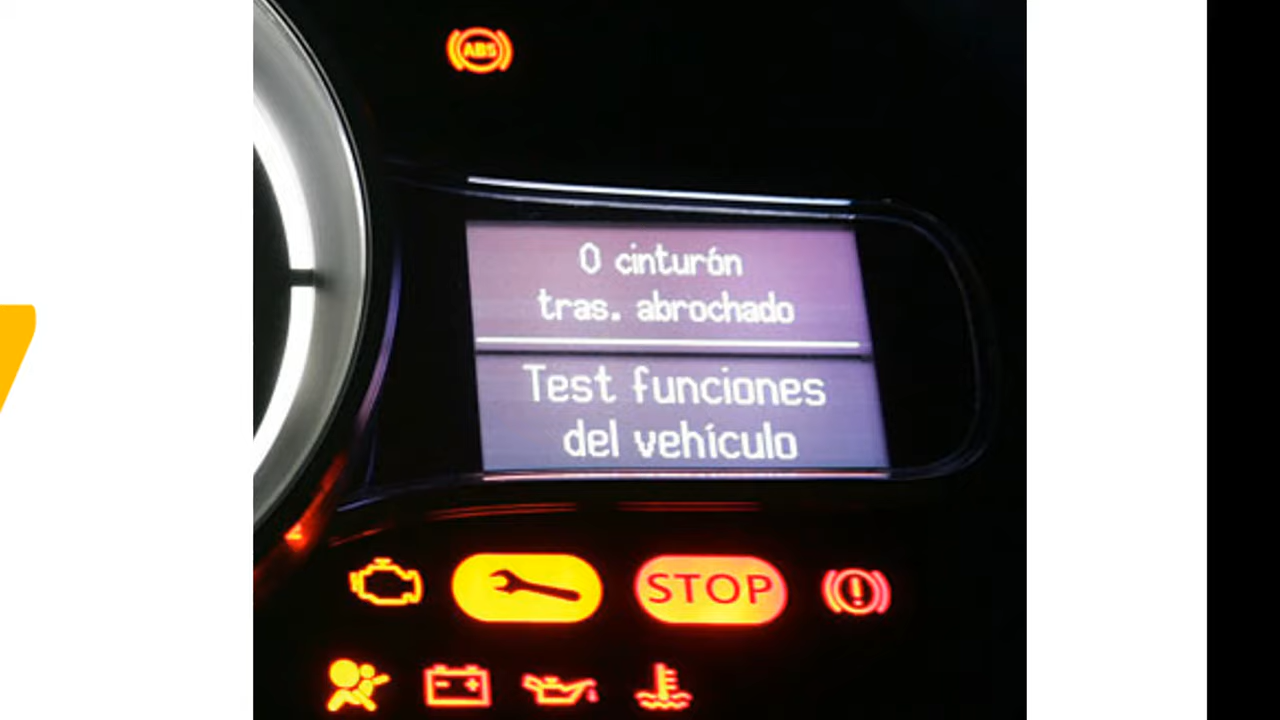 ABS
0 cinturón
tras. abrochado
Test funciones
del vehículo
STOP